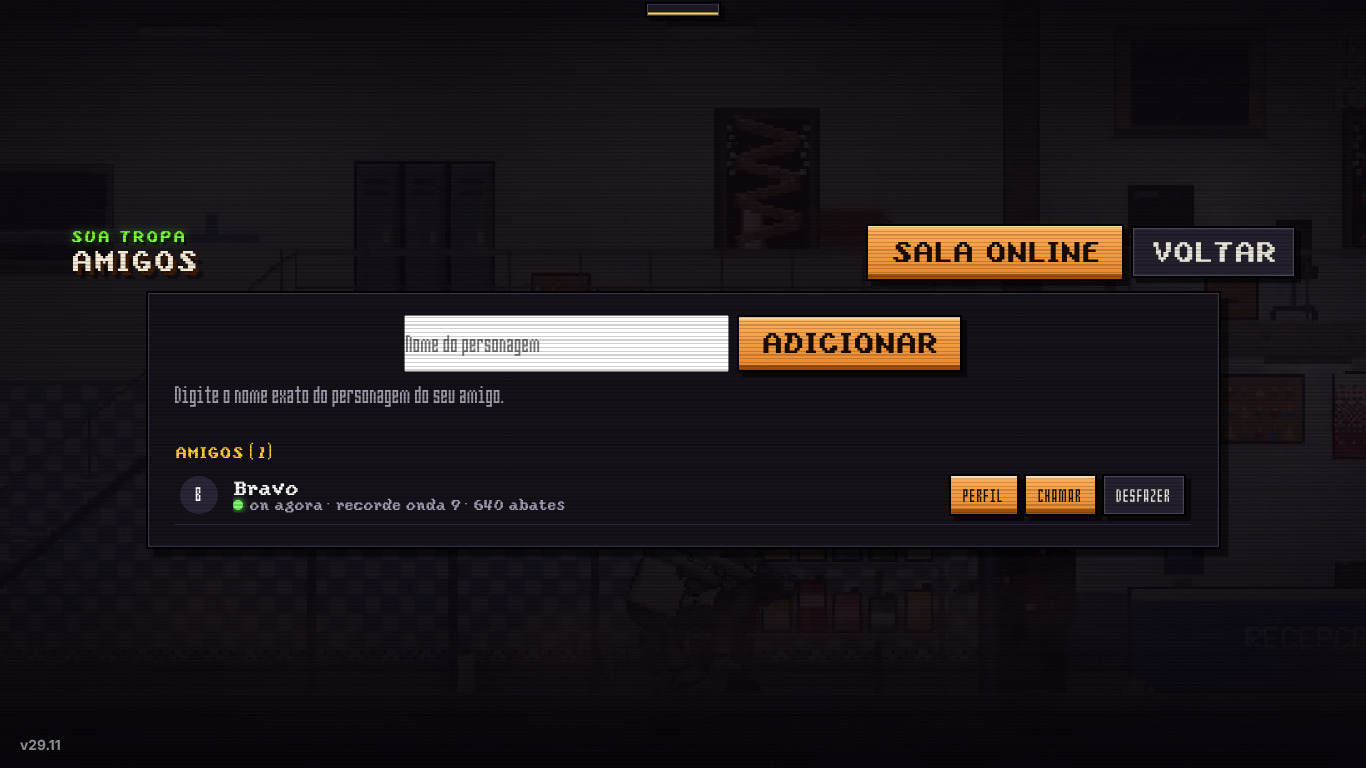 SUA TROPA
AMIGOS
SALA ONLINE
VOLTAR
Nome do personagem
ADICIONAR
Digite o nome exato do personagem do seu amigo.
AMIGOS (1)
B
Bravo
on agora · recorde onda 9 · 640 abates
PERFIL
CHAMAR
DESFAZER
v29.11